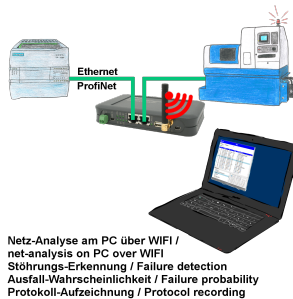 Ethernet
ProfiNet
Netz-Analyse am PC über WIFI /
net-analysis on PC over WIFI
Störungs-Erkennung / Failure detection
Ausfall-Wahrscheinlichkeit / Failure probability
Protokoll-Aufzeichnung / Protocol recording